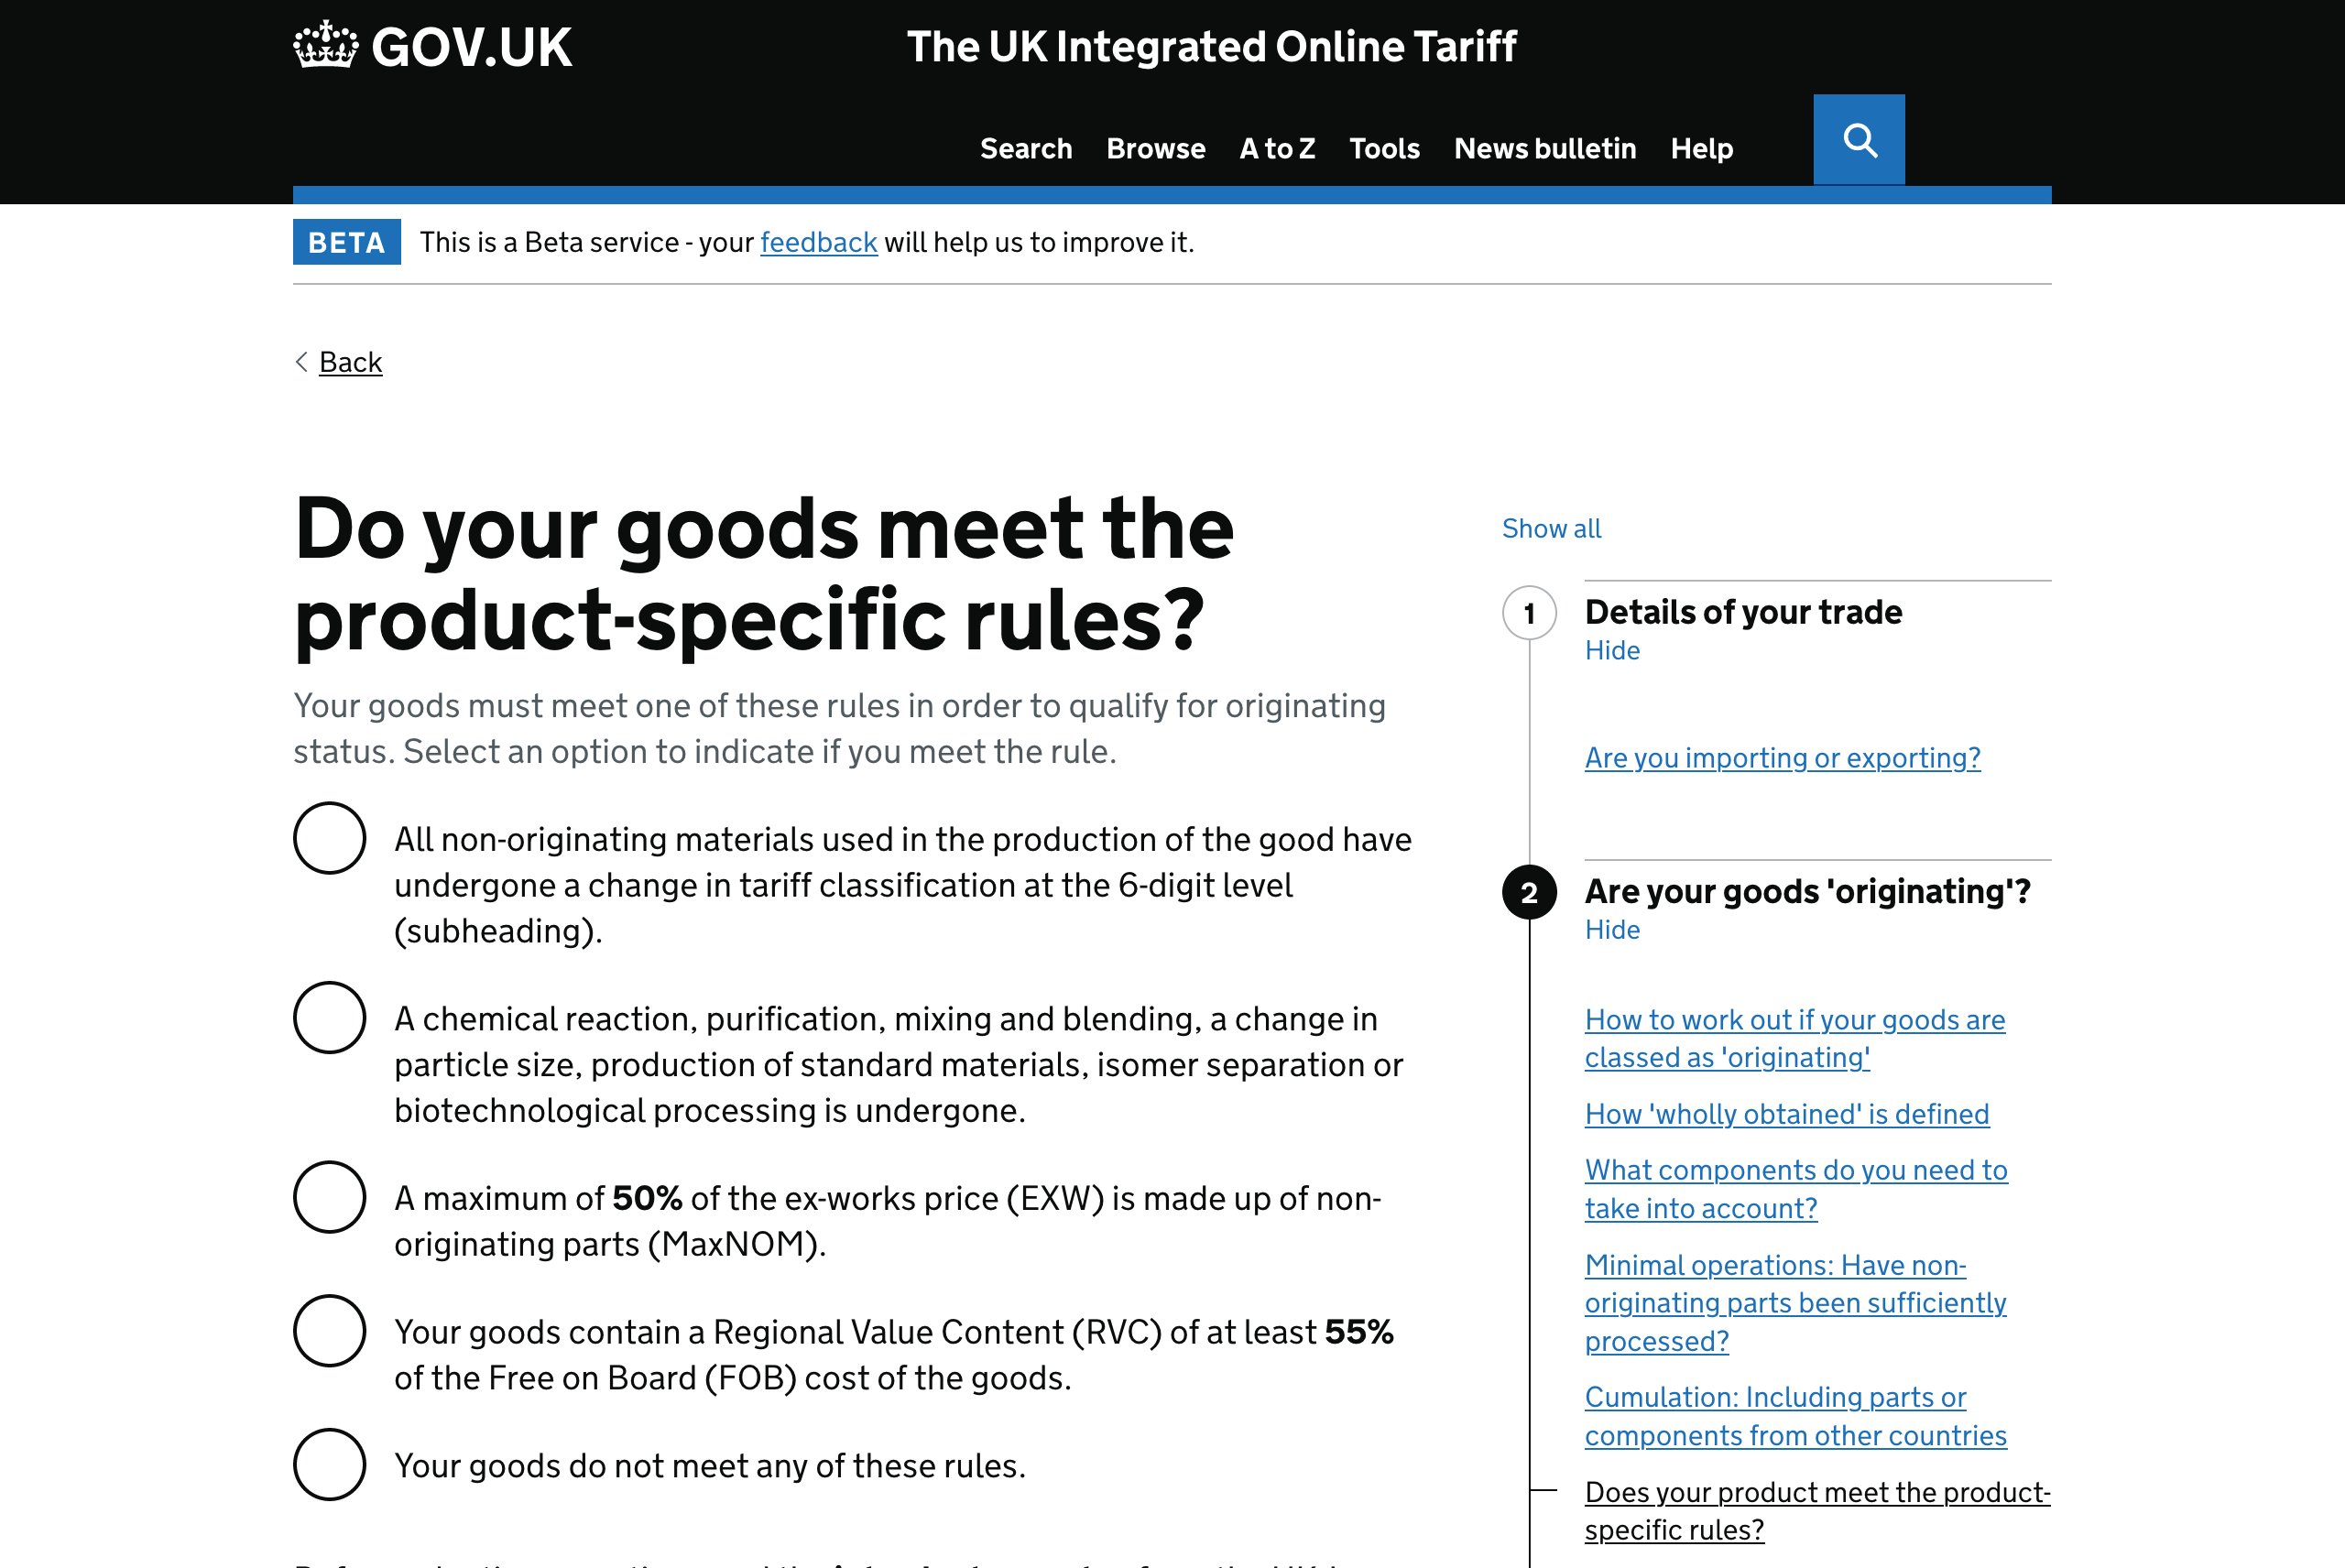 GOV.UK
The UK Integrated Online Tariff
Search Browse A to Z Tools News bulletin Help
BETA This is a Beta service - your feedback will help us to improve it.
Back
Do your goods meet the
product-specific rules?
Your goods must meet one of these rules in order to qualify for originating
status. Select an option to indicate if you meet the rule.
All non-originating materials used in the production of the good have
undergone a change in tariff classification at the 6-digit level
(subheading).
A chemical reaction, purification, mixing and blending, a change in
particle size, production of standard materials, isomer separation or
biotechnological processing is undergone.
A maximum of 50% of the ex-works price (EXW) is made up of non-
originating parts (MaxNOM).
Your goods contain a Regional Value Content (RVC) of at least 55%
of the Free on Board (FOB) cost of the goods.
Your goods do not meet any of these rules.
Show all
1 Details of your trade
Hide
Are you importing or exporting?
2 Are your goods 'originating'?
Hide
How to work out if your goods are
classed as 'originating'
How 'wholly obtained' is defined
What components do you need to
take into account?
Minimal operations: Have non-
originating parts been sufficiently
processed?
Cumulation: Including parts or
components from other countries
Does your product meet the product-
specific rules?